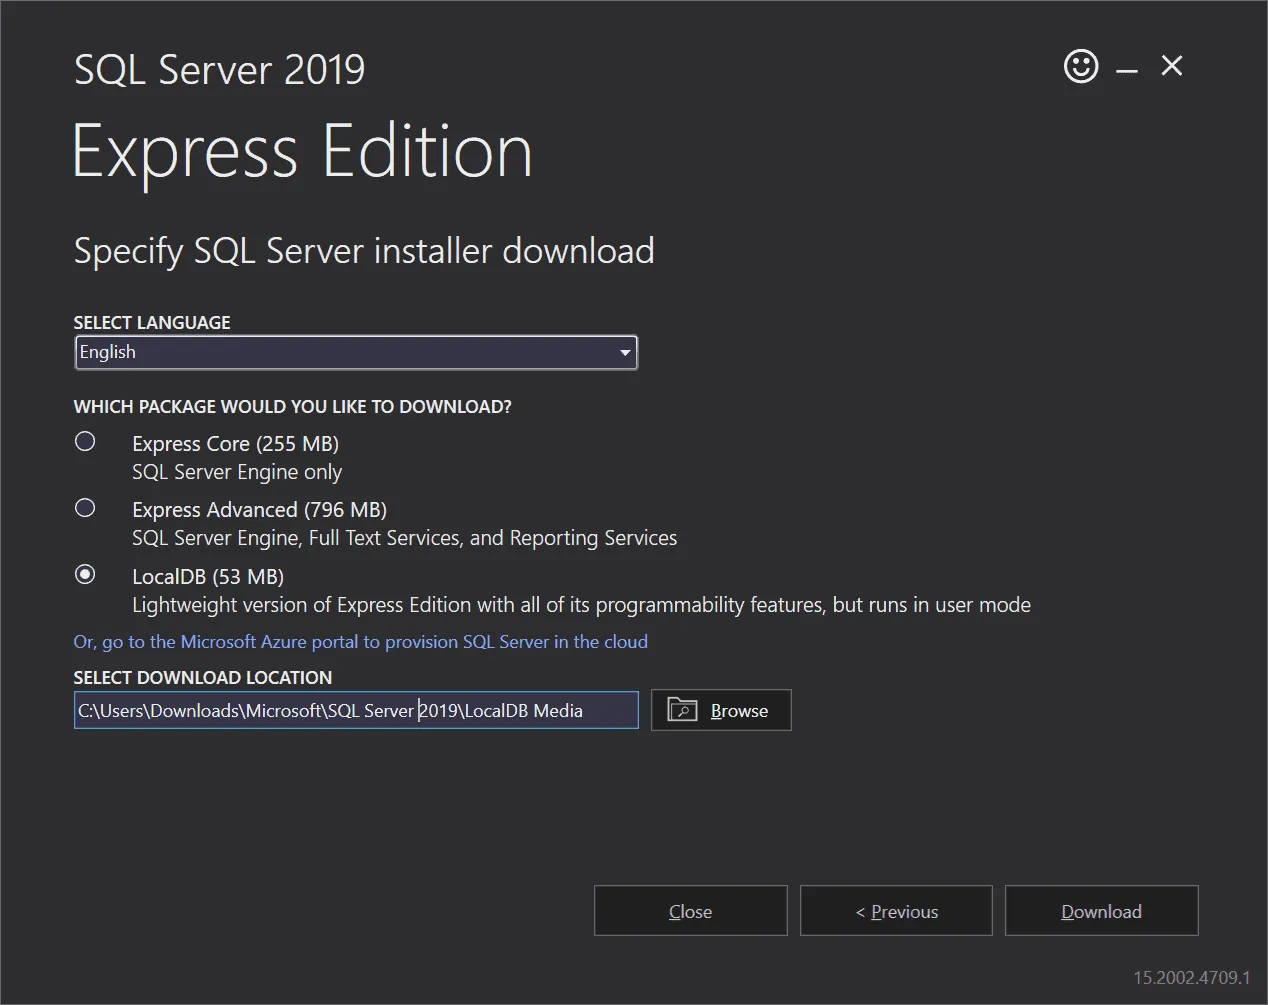 SQL Server 2019
Express Edition
Specify SQL Server installer download
SELECT LANGUAGE
English
WHICH PACKAGE WOULD YOU LIKE TO DOWNLOAD?
Express Core (255 MB)
SQL Server Engine only
Express Advanced (796 MB)
SQL Server Engine, Full Text Services, and Reporting Services
LocalDB (53 MB)
Lightweight version of Express Edition with all of its programmability features, but runs in user mode
Or, go to the Microsoft Azure portal to provision SQL Server in the cloud
SELECT DOWNLOAD LOCATION
C:\Users\Downloads\Microsoft\SQL Server 2019\LocalDB Media
Browse
Close
< Previous
Download
15.2002.4709.1